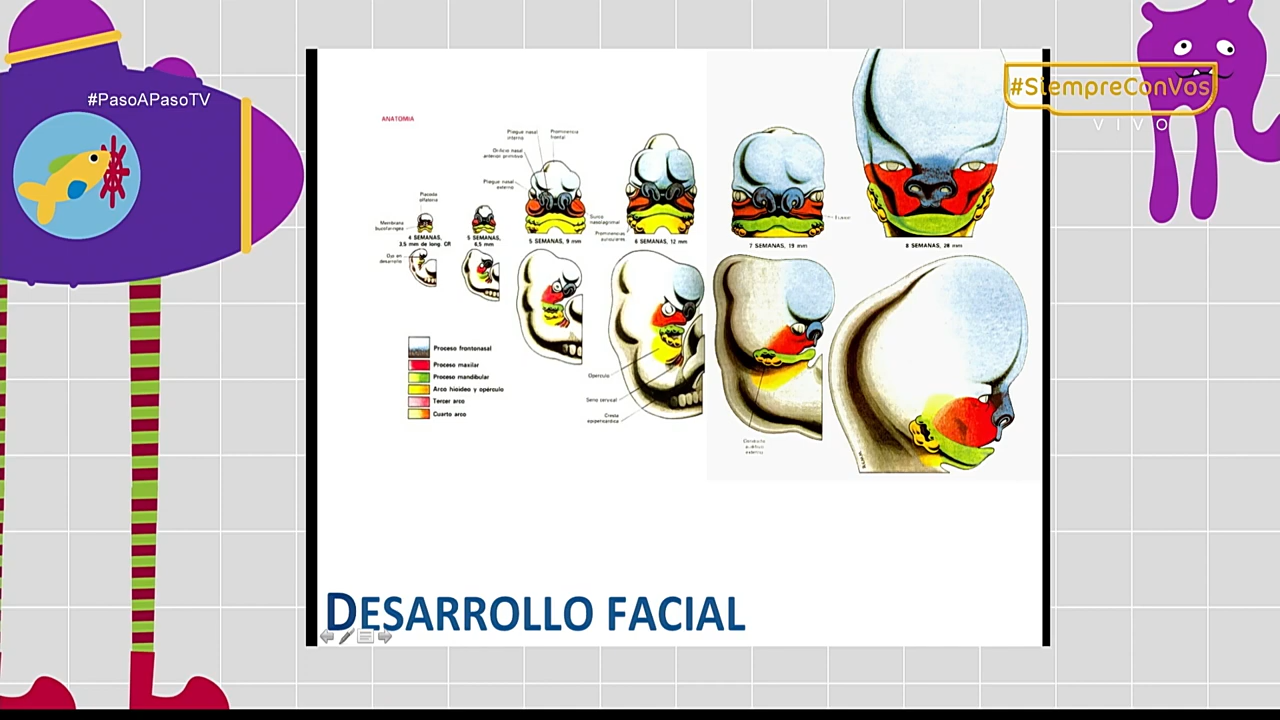 #PasoAPasoTV
#SiempreConVos
VIVO
ANATOMIA
Pliegue nasal
interno
Prominencia
frontal
Orificio nasal
anterior primitivo
Pliegue nasal
externo
Placoda
olfatoria
Membrana
bucofaríngea
Surco
nasolagrimal
Prominencias
auriculares
4 SEMANAS,
3,5 mm de long. CR
5 SEMANAS,
6,5 mm
5 SEMANAS, 9 mm
6 SEMANAS, 12 mm
7 SEMANAS, 19 mm
8 SEMANAS, 28 mm
Ojo en
desarrollo
Proceso frontonasal
Proceso maxilar
Proceso mandibular
Arco hioideo y opérculo
Tercer arco
Cuarto arco
Opérculo
Seno cervical
Cresta
epipericárdica
Conducto
auditivo
externo
DESARROLLO FACIAL